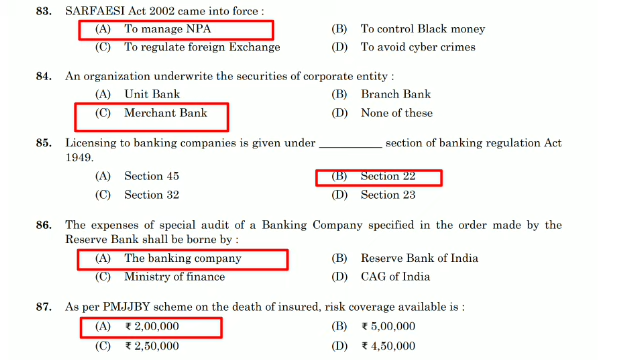 83. SARFAESI Act 2002 came into force :
(A) To manage NPA (B) To control Black money
(C) To regulate foreign Exchange (D) To avoid cyber crimes
84. An organization underwrite the securities of corporate entity :
(A) Unit Bank (B) Branch Bank
(C) Merchant Bank (D) None of these
85. Licensing to banking companies is given under ___________ section of banking regulation Act
1949.
(A) Section 45 (B) Section 22
(C) Section 32 (D) Section 23
86. The expenses of special audit of a Banking Company specified in the order made by the
Reserve Bank shall be borne by :
(A) The banking company (B) Reserve Bank of India
(C) Ministry of finance (D) CAG of India
87. As per PMJJBY scheme on the death of insured, risk coverage available is :
(A) ₹ 2,00,000 (B) ₹ 5,00,000
(C) ₹ 2,50,000 (D) ₹ 4,50,000